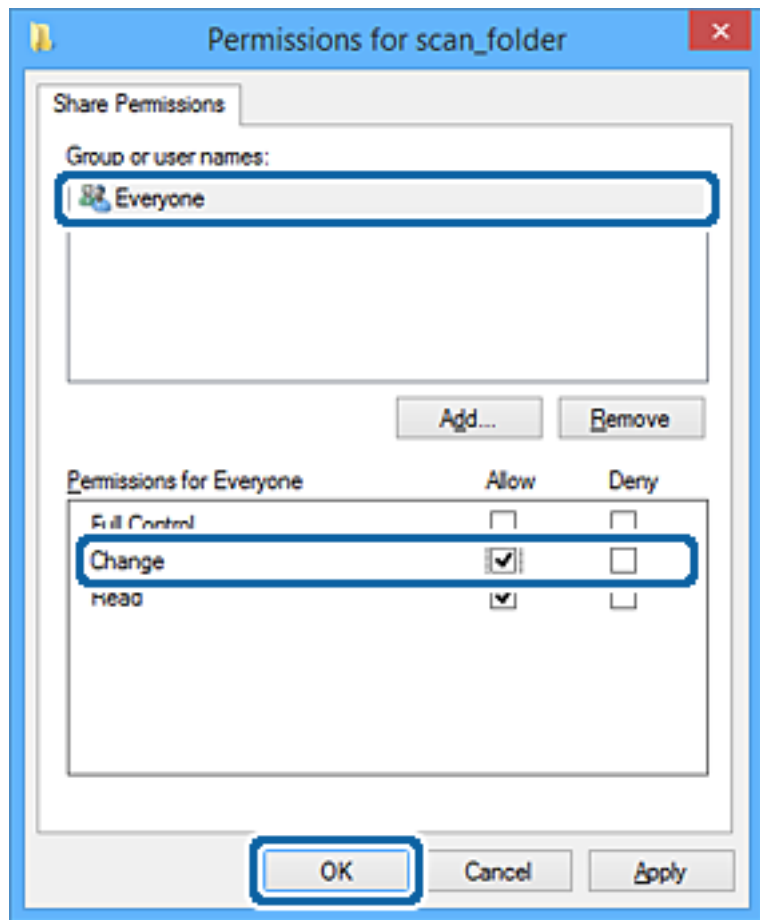 Permissions for scan_folder
Share Permissions
Group or user names:
Everyone
Add... Remove
Permissions for Everyone Allow Deny
Full Control
Change
Read
OK Cancel Apply